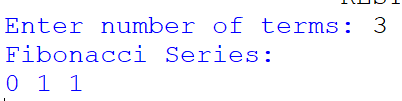 Enter number of terms: 3
Fibonacci Series:
0 1 1